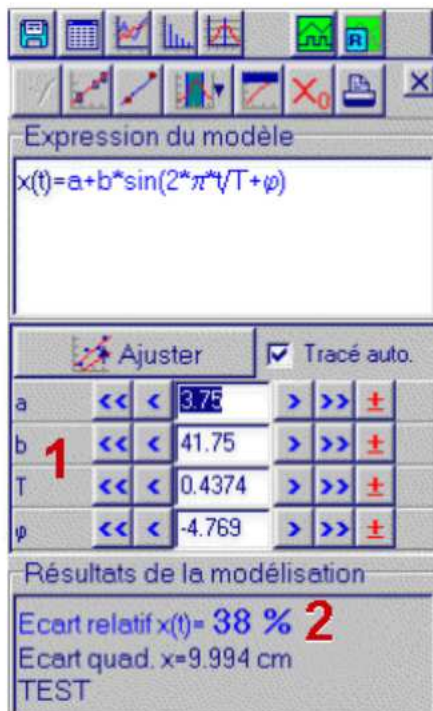 R
X0
Expression du modèle
x(t)=a+b*sin(2*π*t/T+φ)
Ajuster
Tracé auto.
a << < 3.75 > >> ±
b << < 41.75 > >> ±
1
T << < 0.4374 > >> ±
φ << < -4.769 > >> ±
Résultats de la modélisation
Ecart relatif x(t)= 38 % 2
Ecart quad. x=9.994 cm
TEST